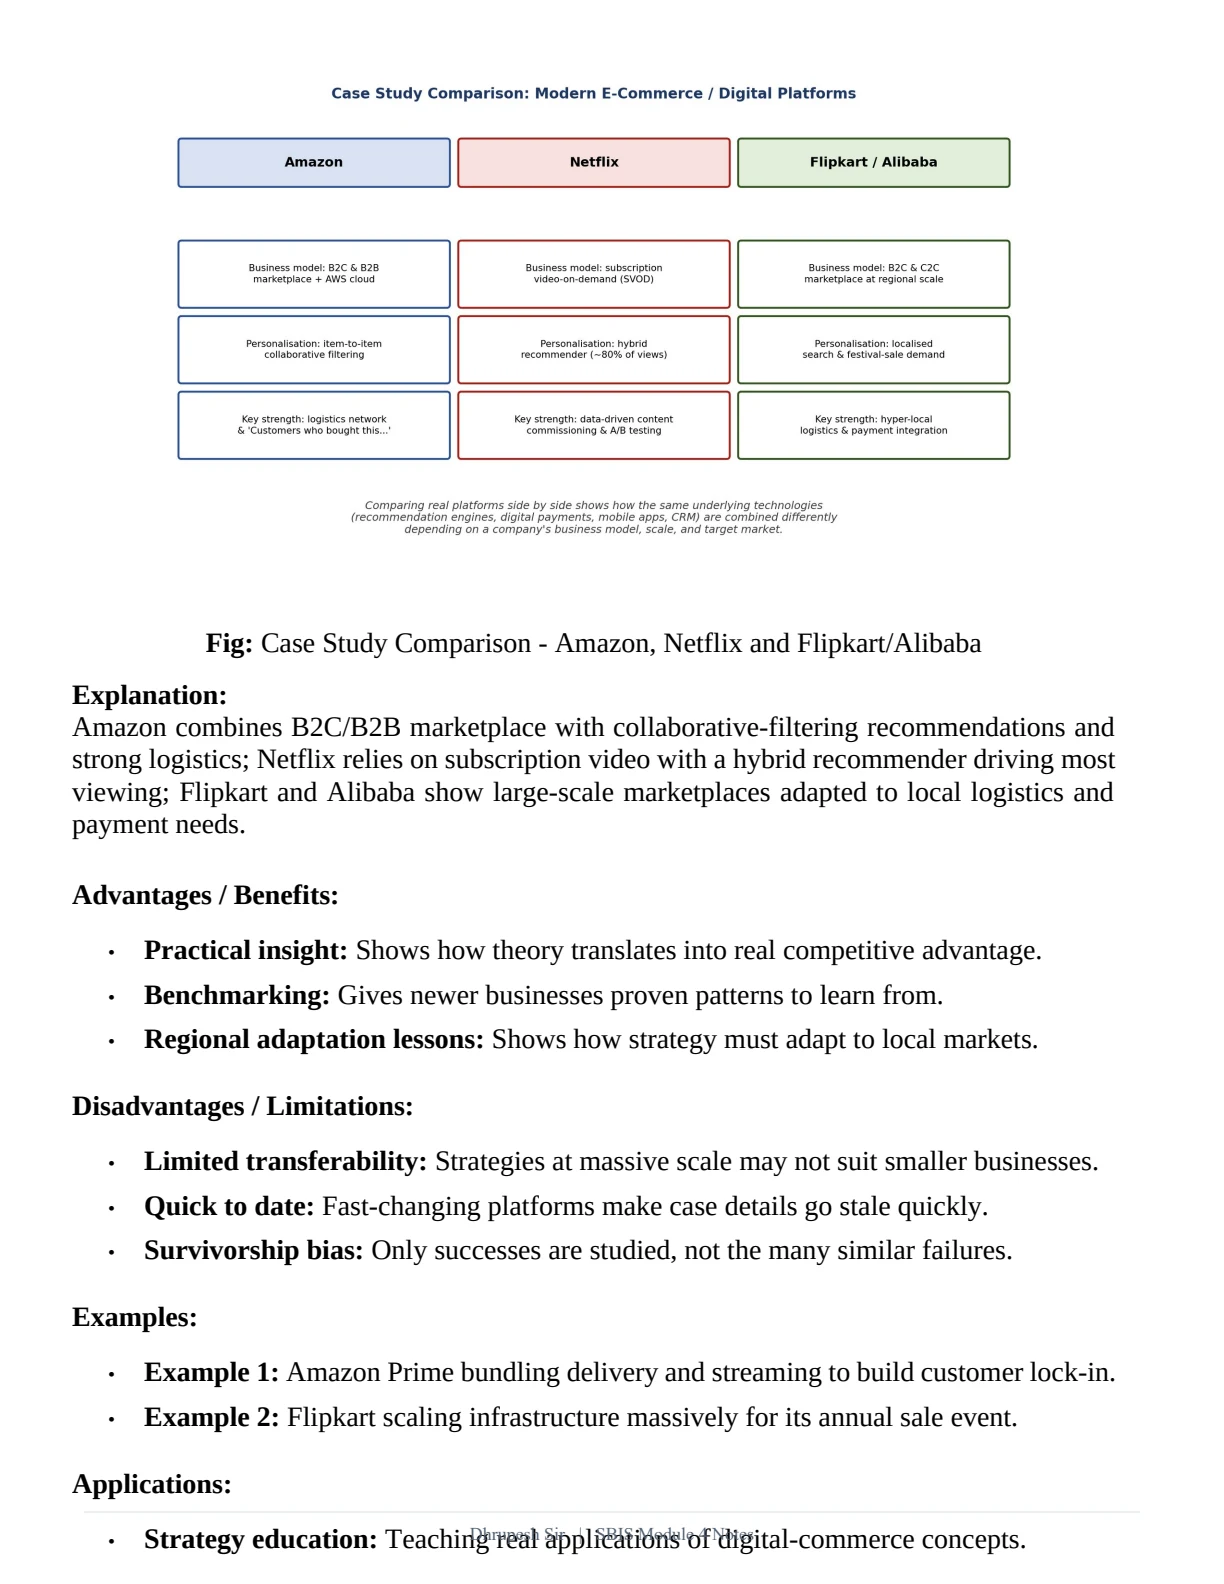 Case Study Comparison: Modern E-Commerce / Digital Platforms
Amazon
Netflix
Flipkart / Alibaba
Business model: B2C & B2B
marketplace + AWS cloud
Business model: subscription
video-on-demand (SVOD)
Business model: B2C & C2C
marketplace at regional scale
Personalisation: item-to-item
collaborative filtering
Personalisation: hybrid
recommender (~80% of views)
Personalisation: localised
search & festival-sale demand
Key strength: logistics network
& 'Customers who bought this...'
Key strength: data-driven content
commissioning & A/B testing
Key strength: hyper-local
logistics & payment integration
Comparing real platforms side by side shows how the same underlying technologies
(recommendation engines, digital payments, mobile apps, CRM) are combined differently
depending on a company's business model, scale, and target market.
Fig: Case Study Comparison - Amazon, Netflix and Flipkart/Alibaba
Explanation:
Amazon combines B2C/B2B marketplace with collaborative-filtering recommendations and
strong logistics; Netflix relies on subscription video with a hybrid recommender driving most
viewing; Flipkart and Alibaba show large-scale marketplaces adapted to local logistics and
payment needs.
Advantages / Benefits:
• Practical insight: Shows how theory translates into real competitive advantage.
• Benchmarking: Gives newer businesses proven patterns to learn from.
• Regional adaptation lessons: Shows how strategy must adapt to local markets.
Disadvantages / Limitations:
• Limited transferability: Strategies at massive scale may not suit smaller businesses.
• Quick to date: Fast-changing platforms make case details go stale quickly.
• Survivorship bias: Only successes are studied, not the many similar failures.
Examples:
• Example 1: Amazon Prime bundling delivery and streaming to build customer lock-in.
• Example 2: Flipkart scaling infrastructure massively for its annual sale event.
Applications:
• Strategy education: Teaching real applications of digital-commerce concepts.
Dhrupesh Sir | SBIS Module 4 Notes